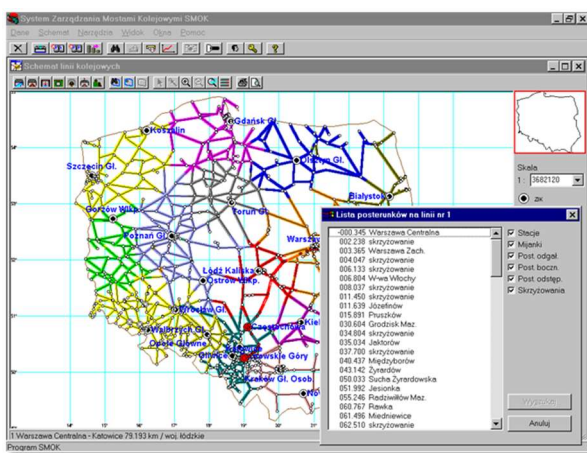 System Zarządzania Mostami Kolejowymi SMOK
Dane Schemat Narzędzia Widok Okna Pomoc
Schemat linii kolejowych
Koszalin
Gdańsk Gł.
Szczecin Gł.
Olsztyn Gł.
Białystok
Gorzów Wlkp.
Toruń Gł.
Poznań Gł.
Łódź Kaliska
Ostrów Wlkp.
Wrocław Gł.
Wałbrzych Gł.
Częstochowa
Opole Główne
Gliwice
Kraków Gł. Osob.
Skala
1 : 3682120
Lista posterunków na linii nr 1
-000.345 Warszawa Centralna
002.238 skrzyżowanie
003.365 Warszawa Zach.
004.047 skrzyżowanie
006.133 skrzyżowanie
006.804 W-wa Włochy
008.037 skrzyżowanie
011.450 skrzyżowanie
011.639 Józefinów
015.891 Pruszków
030.604 Grodzisk Maz.
034.804 skrzyżowanie
035.034 Jaktorów
037.700 skrzyżowanie
040.437 Międzyborów
043.142 Żyrardów
050.033 Sucha Żyrardowska
051.992 Jesionka
055.246 Radziwiłłów Maz.
060.767 Rawka
061.496 Miedniewice
062.510 skrzyżowanie
Stacje
Mijanki
Post. odgał.
Post. boczn.
Post. odstęp.
Skrzyżowania
Wyszukaj
Anuluj
1 Warszawa Centralna - Katowice 79.193 km / woj. łódzkie
Program SMOK